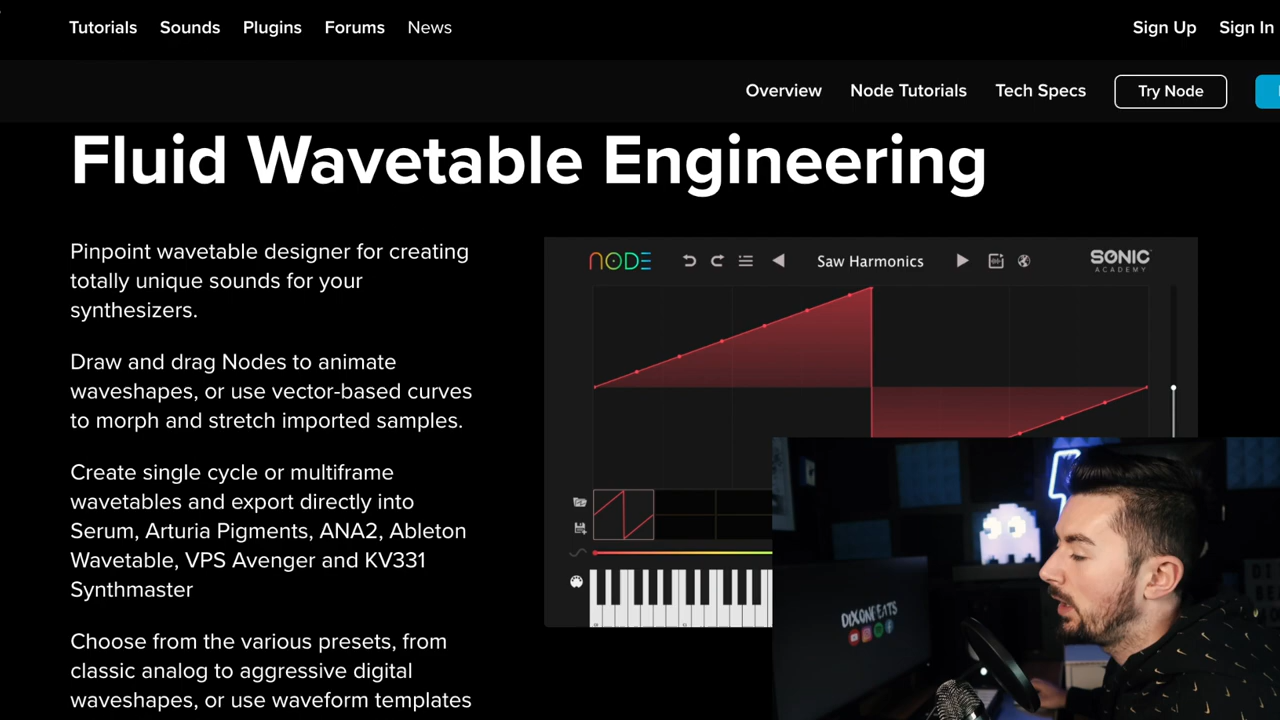 Tutorials Sounds Plugins Forums News Sign Up Sign In
Overview Node Tutorials Tech Specs Try Node
Fluid Wavetable Engineering
Pinpoint wavetable designer for creating
totally unique sounds for your
synthesizers.
Draw and drag Nodes to animate
waveshapes, or use vector-based curves
to morph and stretch imported samples.
Create single cycle or multiframe
wavetables and export directly into
Serum, Arturia Pigments, ANA2, Ableton
Wavetable, VPS Avenger and KV331
Synthmaster
Choose from the various presets, from
classic analog to aggressive digital
waveshapes, or use waveform templates
NODE
Saw Harmonics
SONIC
ACADEMY
DIXONBEATS